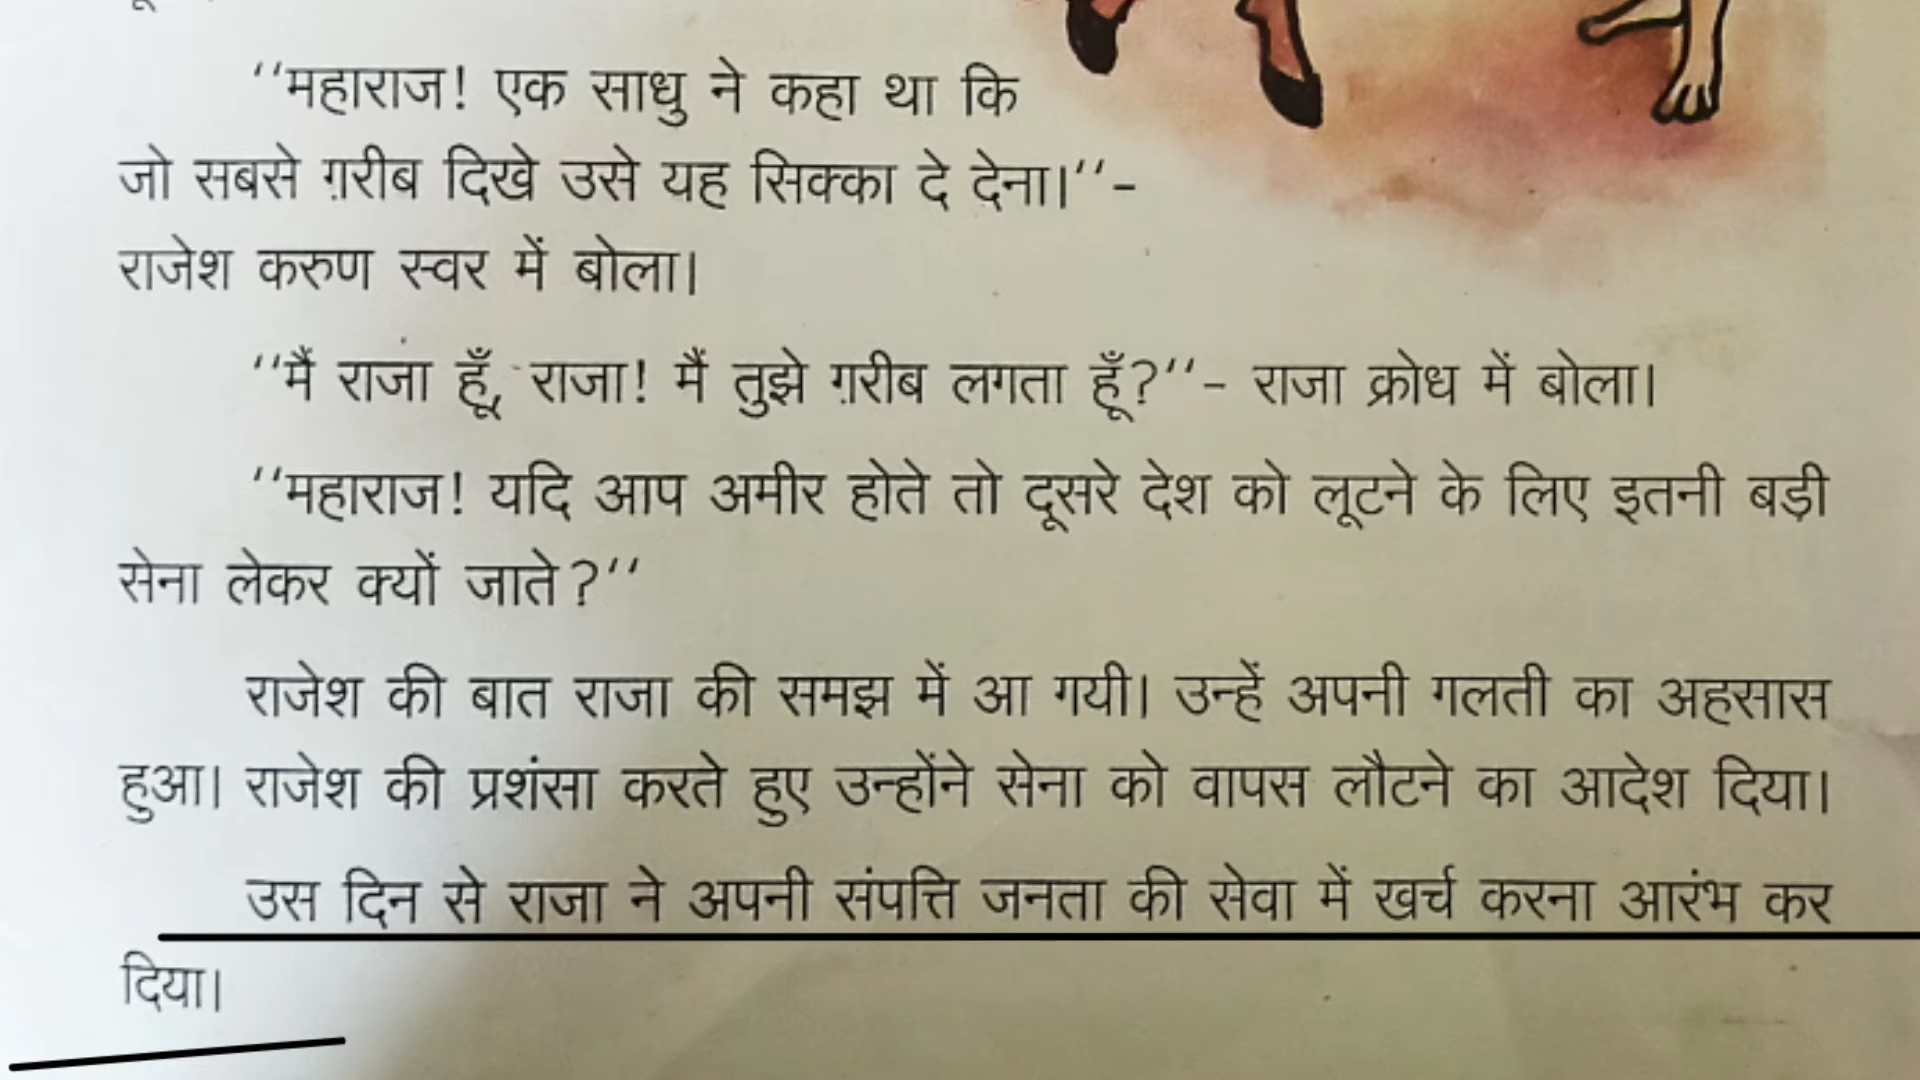 ‘‘महाराज! एक साधु ने कहा था कि
जो सबसे ग़रीब दिखे उसे यह सिक्का दे देना।’’-
राजेश करुण स्वर में बोला।
‘‘मैं राजा हूँ, राजा! मैं तुझे ग़रीब लगता हूँ?’’- राजा क्रोध में बोला।
‘‘महाराज! यदि आप अमीर होते तो दूसरे देश को लूटने के लिए इतनी बड़ी
सेना लेकर क्यों जाते?’’
राजेश की बात राजा की समझ में आ गयी। उन्हें अपनी गलती का अहसास
हुआ। राजेश की प्रशंसा करते हुए उन्होंने सेना को वापस लौटने का आदेश दिया।
उस दिन से राजा ने अपनी संपत्ति जनता की सेवा में खर्च करना आरंभ कर
दिया।